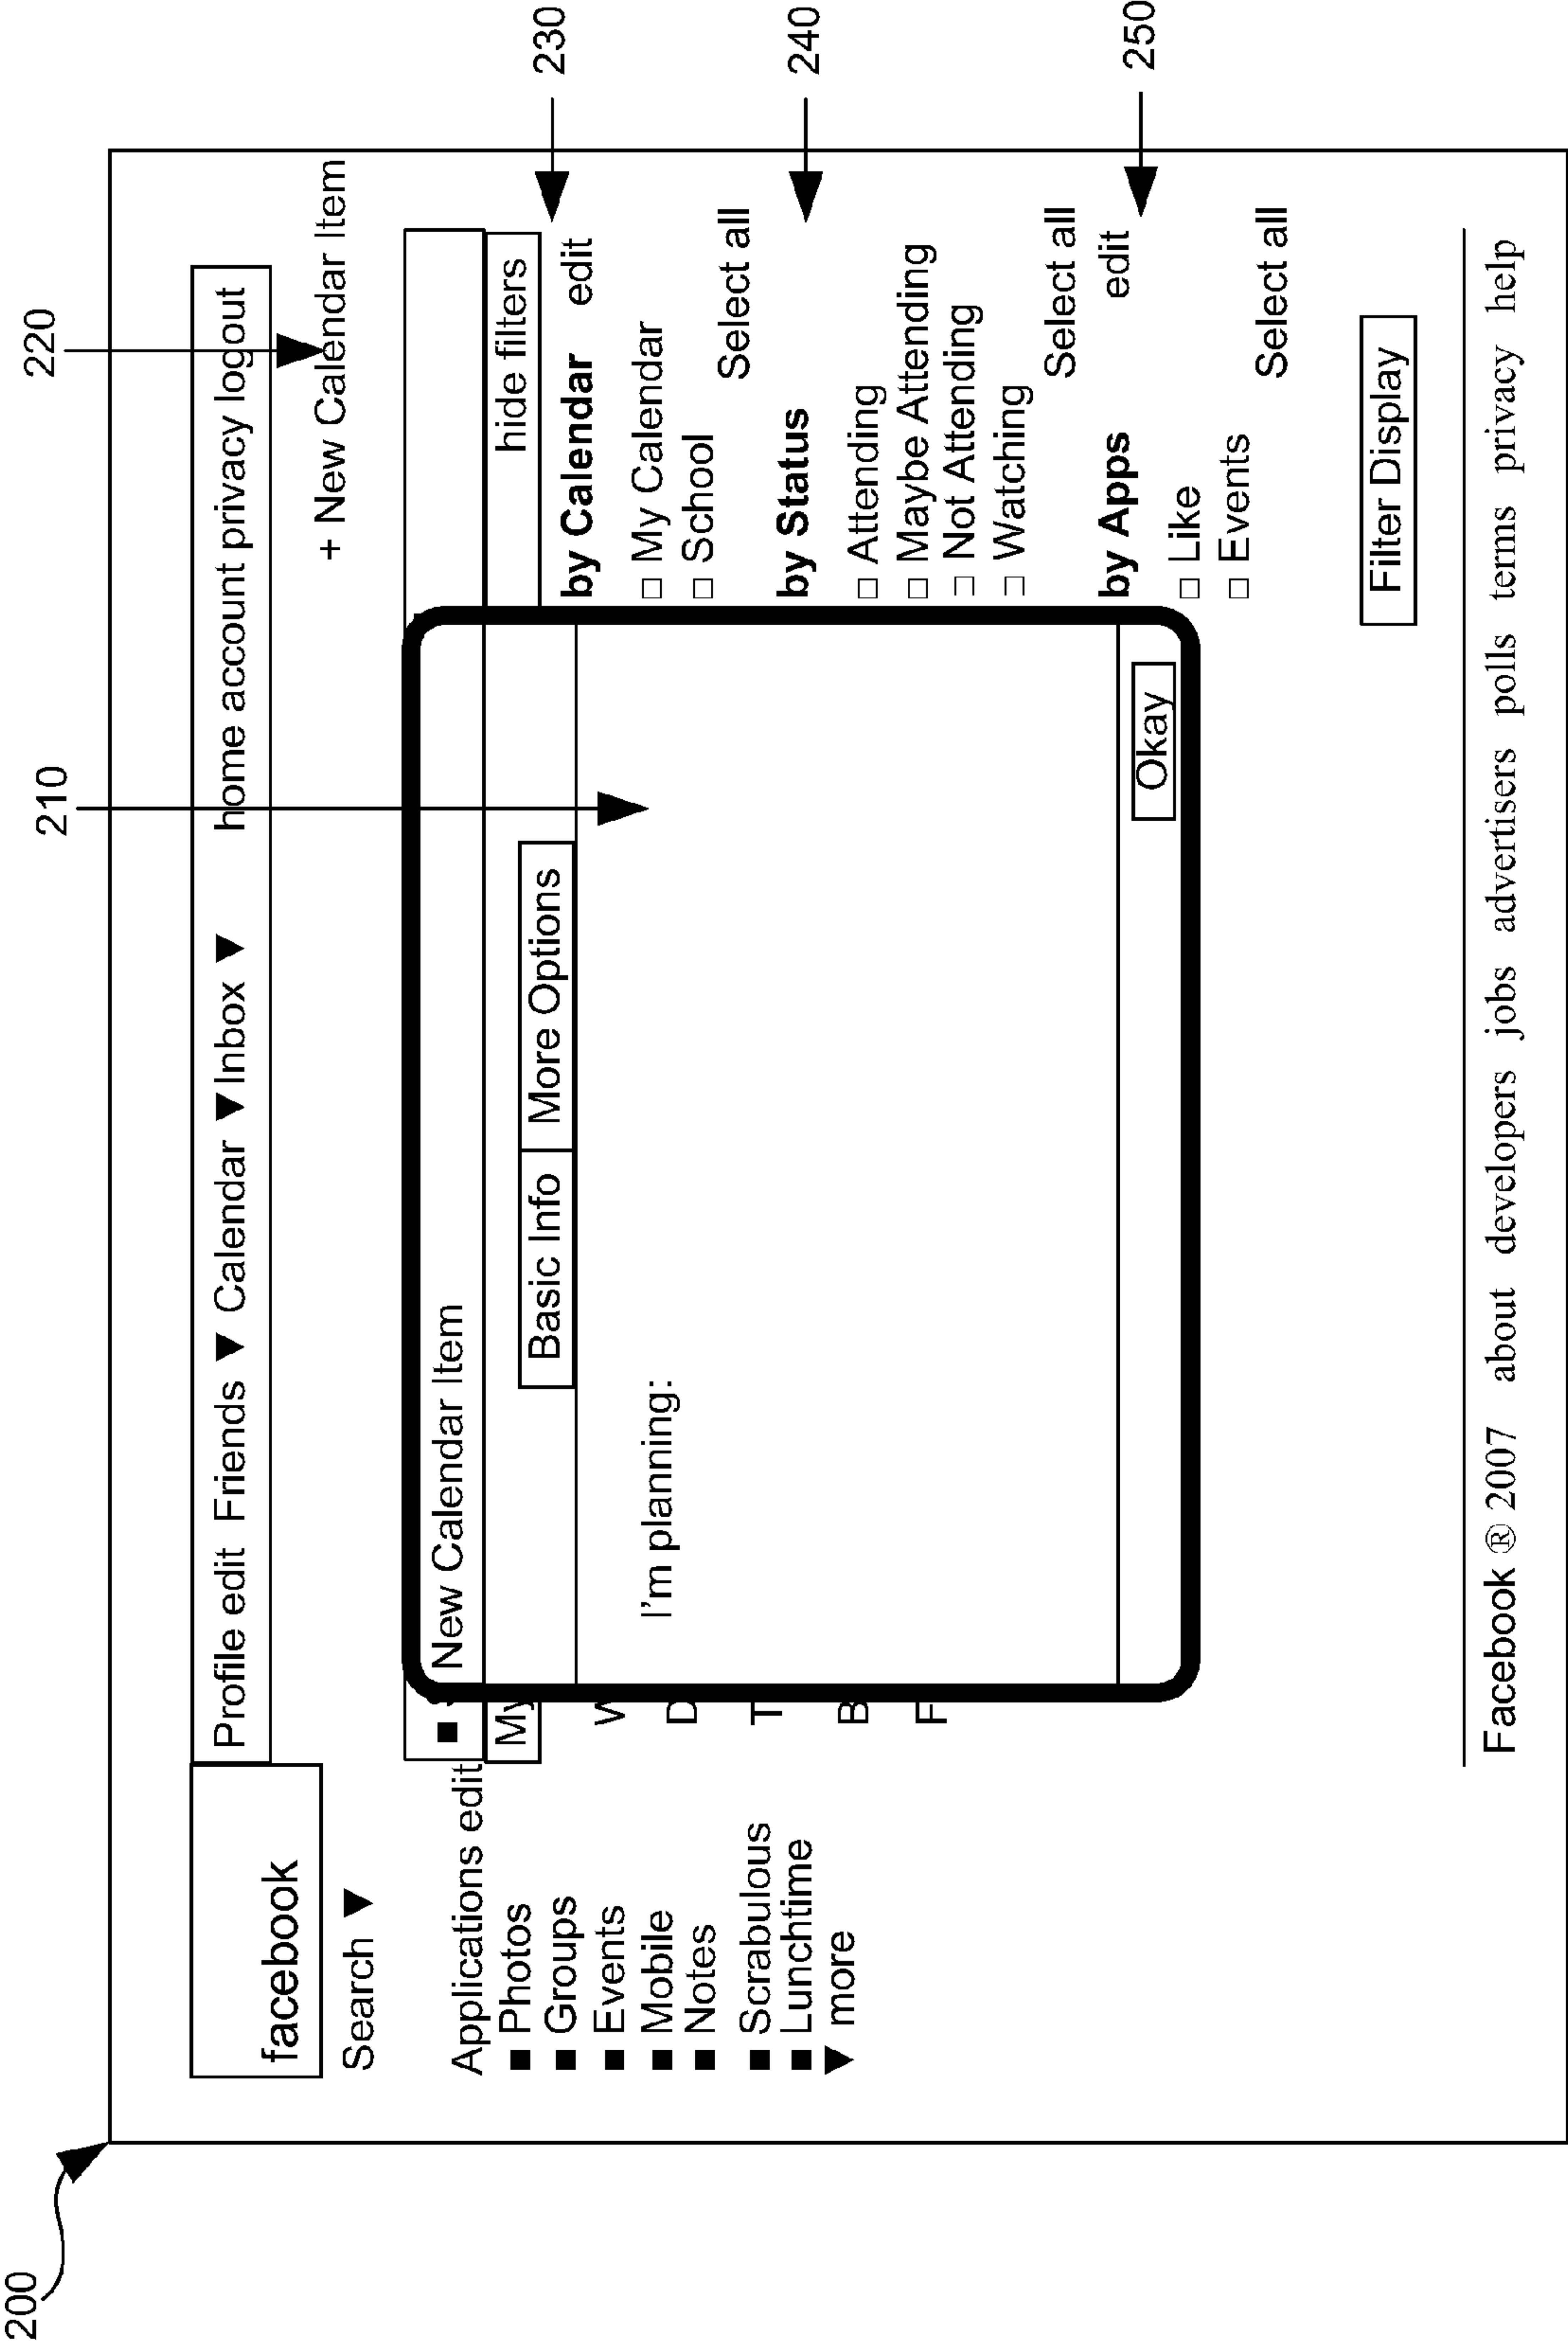 200
210
220
facebook
Profile edit Friends ▼ Calendar ▼ Inbox ▼ home account privacy logout
Search ▼
+ New Calendar Item
Applications edit
■ Photos
■ Groups
■ Events
■ Mobile
■ Notes
■ Scrabulous
■ Lunchtime
▼ more
■
My
W
D
T
B
F
New Calendar Item
Basic Info More Options
I'm planning:
Okay
hide filters
by Calendar edit
230
□ My Calendar
□ School
Select all
by Status
240
□ Attending
□ Maybe Attending
□ Not Attending
□ Watching
Select all
by Apps edit
250
□ Like
□ Events
Select all
Filter Display
Facebook ® 2007 about developers jobs advertisers polls terms privacy help